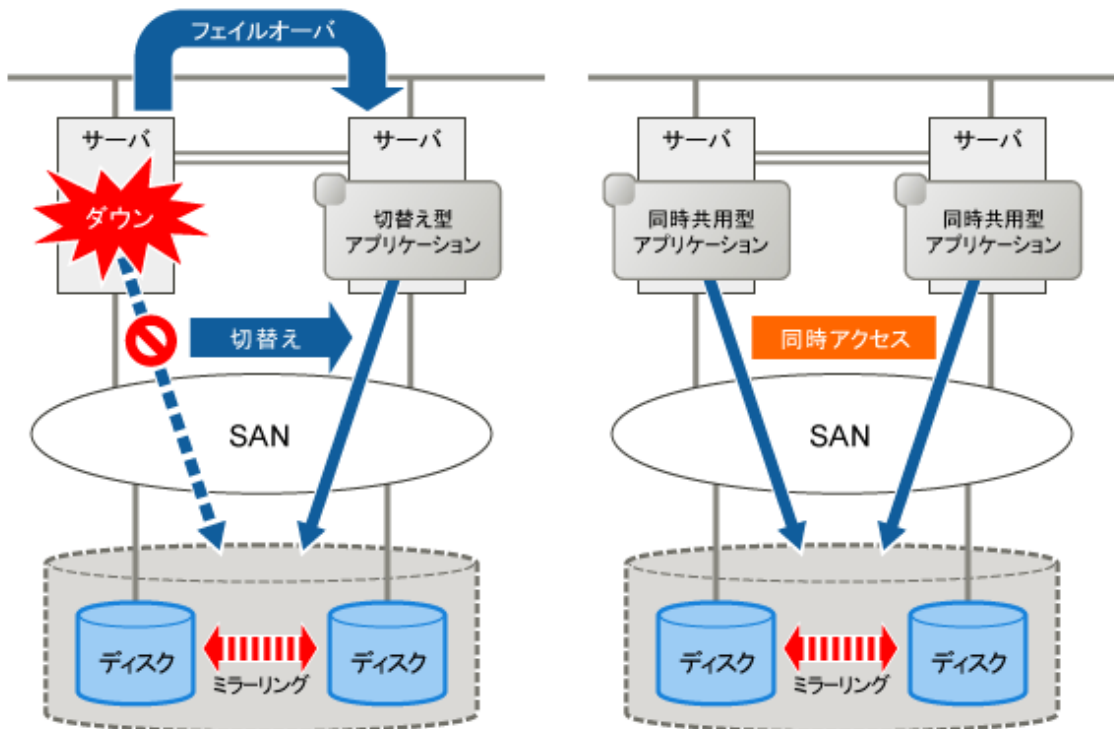 フェイルオーバ
サーバ
サーバ
ダウン
切替え型
アプリケーション
切替え
SAN
ディスク
ディスク
ミラーリング
サーバ
サーバ
同時共用型
アプリケーション
同時共用型
アプリケーション
同時アクセス
SAN
ディスク
ディスク
ミラーリング